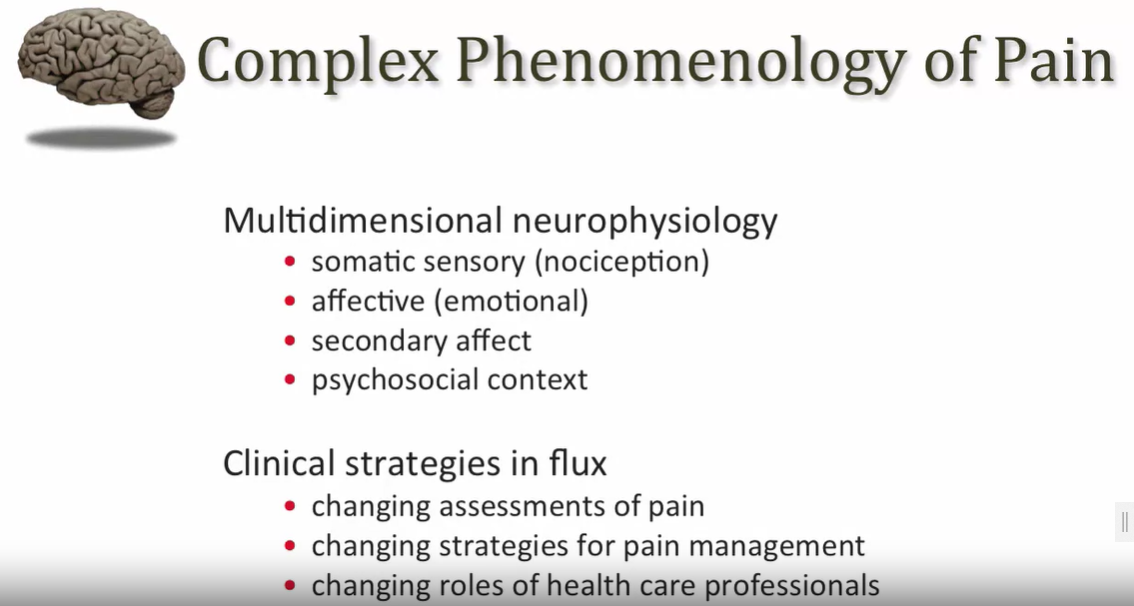 Complex Phenomenology of Pain
Multidimensional neurophysiology
• somatic sensory (nociception)
• affective (emotional)
• secondary affect
• psychosocial context
Clinical strategies in flux
• changing assessments of pain
• changing strategies for pain management
• changing roles of health care professionals